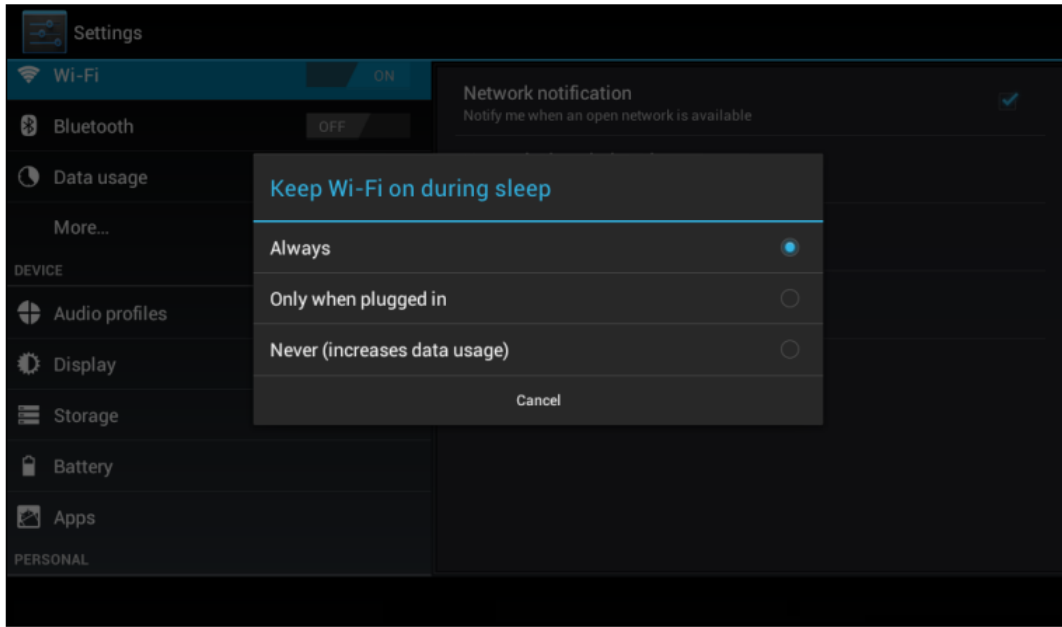 Settings
Wi-Fi
ON
Bluetooth
OFF
Data usage
More...
DEVICE
Audio profiles
Display
Storage
Battery
Apps
PERSONAL
Network notification
Notify me when an open network is available
Keep Wi-Fi on during sleep
Always
Only when plugged in
Never (increases data usage)
Cancel